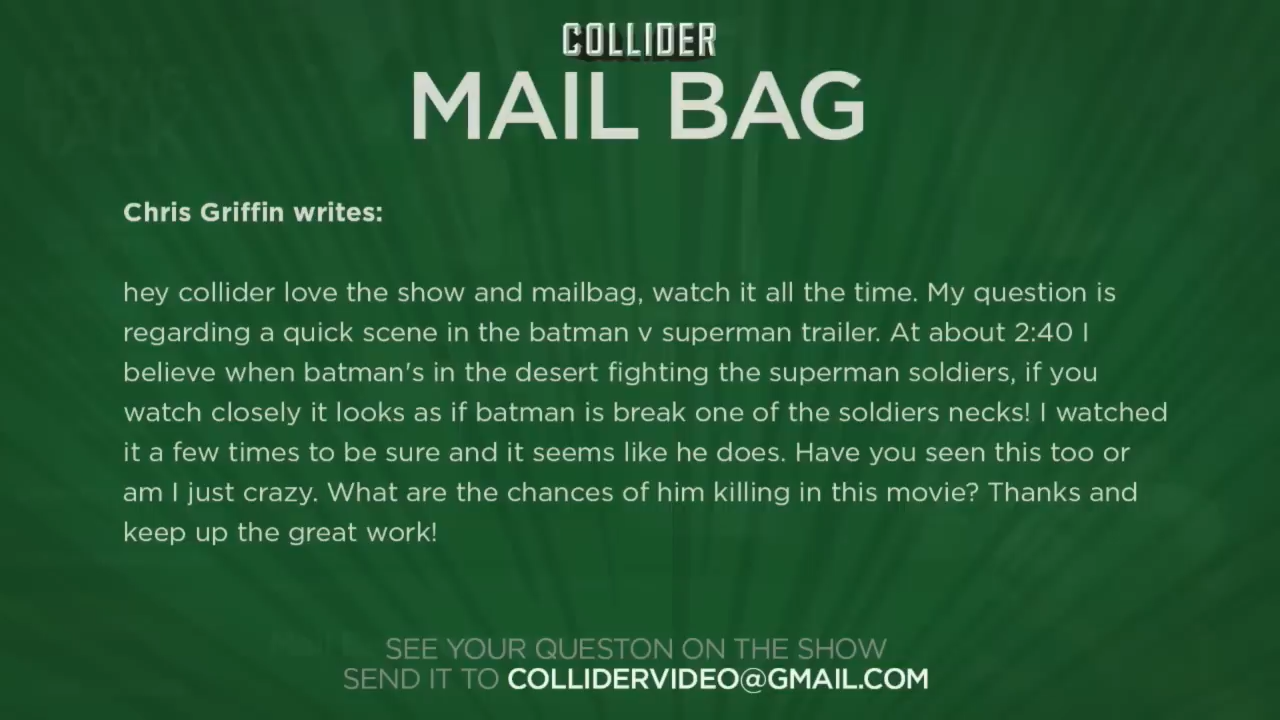 COLLIDER
MAIL BAG
Chris Griffin writes:
hey collider love the show and mailbag, watch it all the time. My question is
regarding a quick scene in the batman v superman trailer. At about 2:40 I
believe when batman's in the desert fighting the superman soldiers, if you
watch closely it looks as if batman is break one of the soldiers necks! I watched
it a few times to be sure and it seems like he does. Have you seen this too or
am I just crazy. What are the chances of him killing in this movie? Thanks and
keep up the great work!
SEE YOUR QUESTON ON THE SHOW
SEND IT TO COLLIDERVIDEO@GMAIL.COM